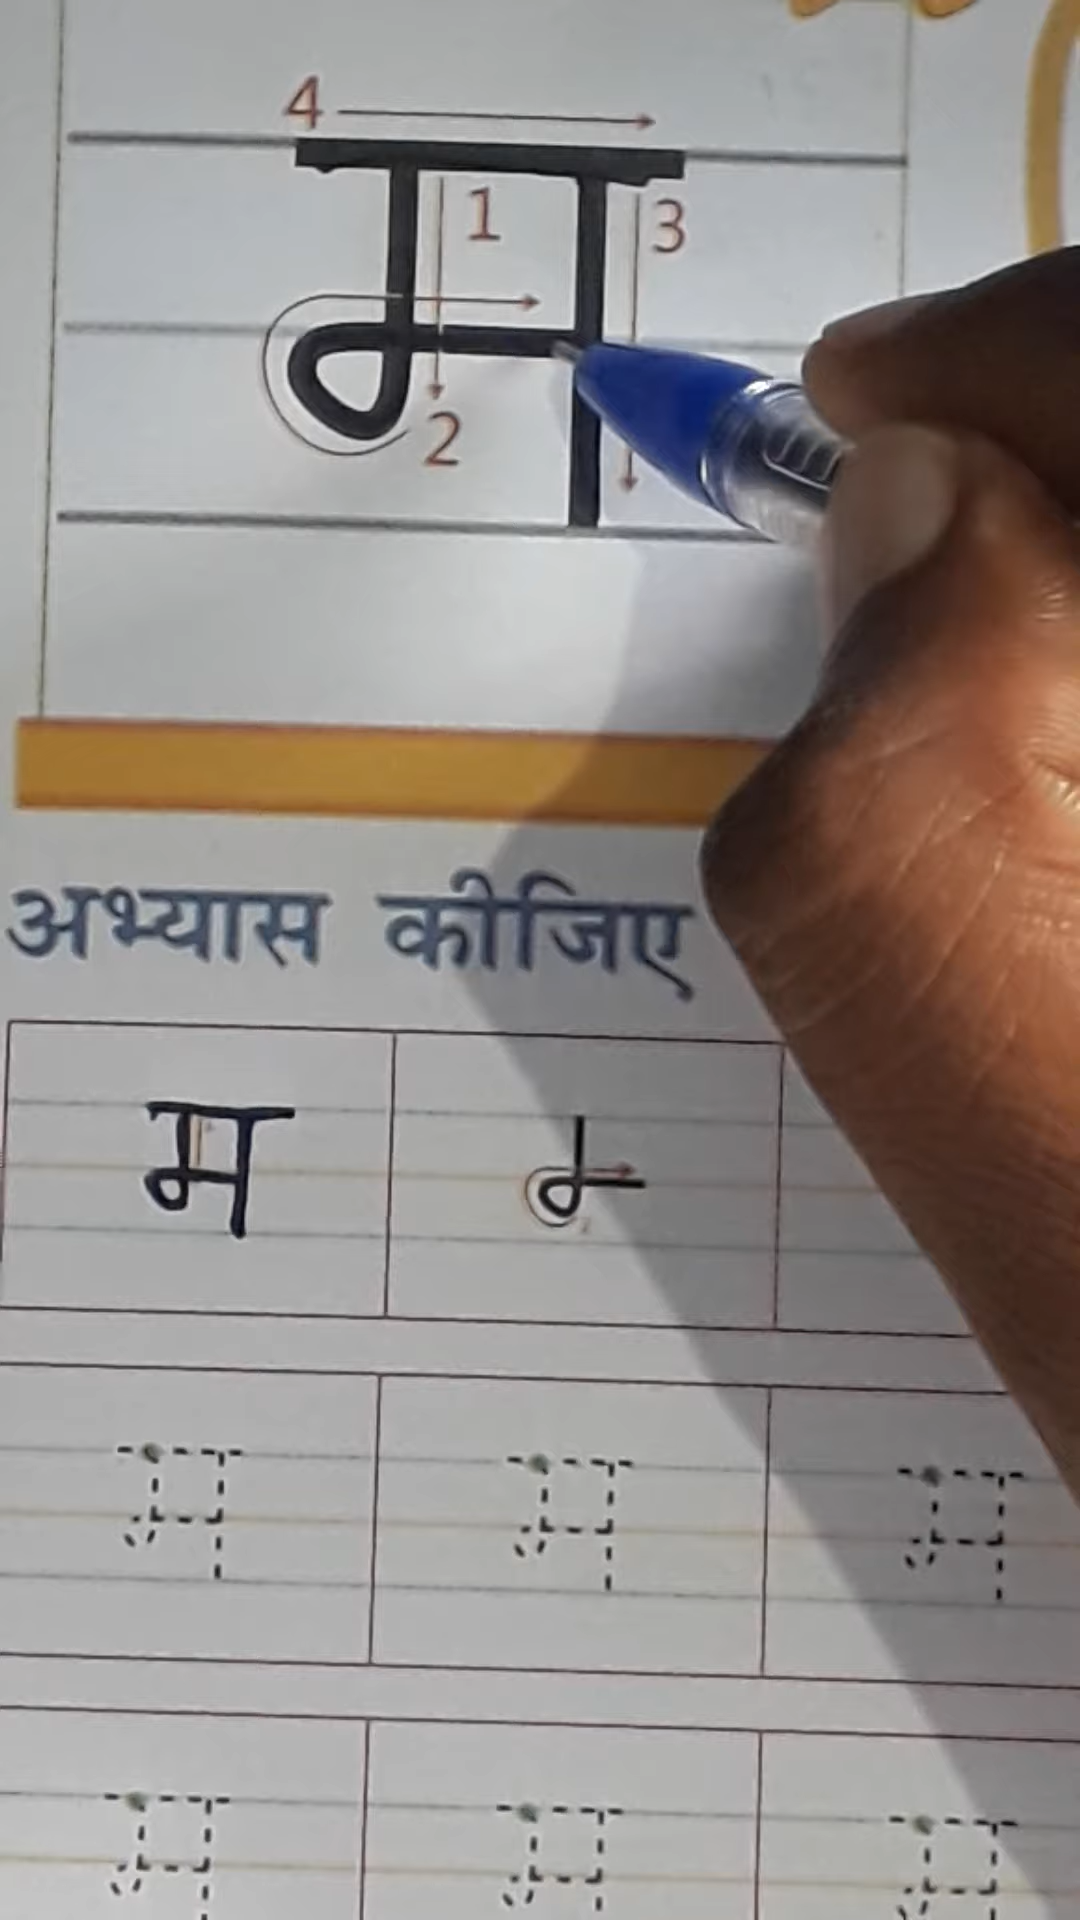 4
1 3
म
2
अभ्यास कीजिए
म
म म म
म म म